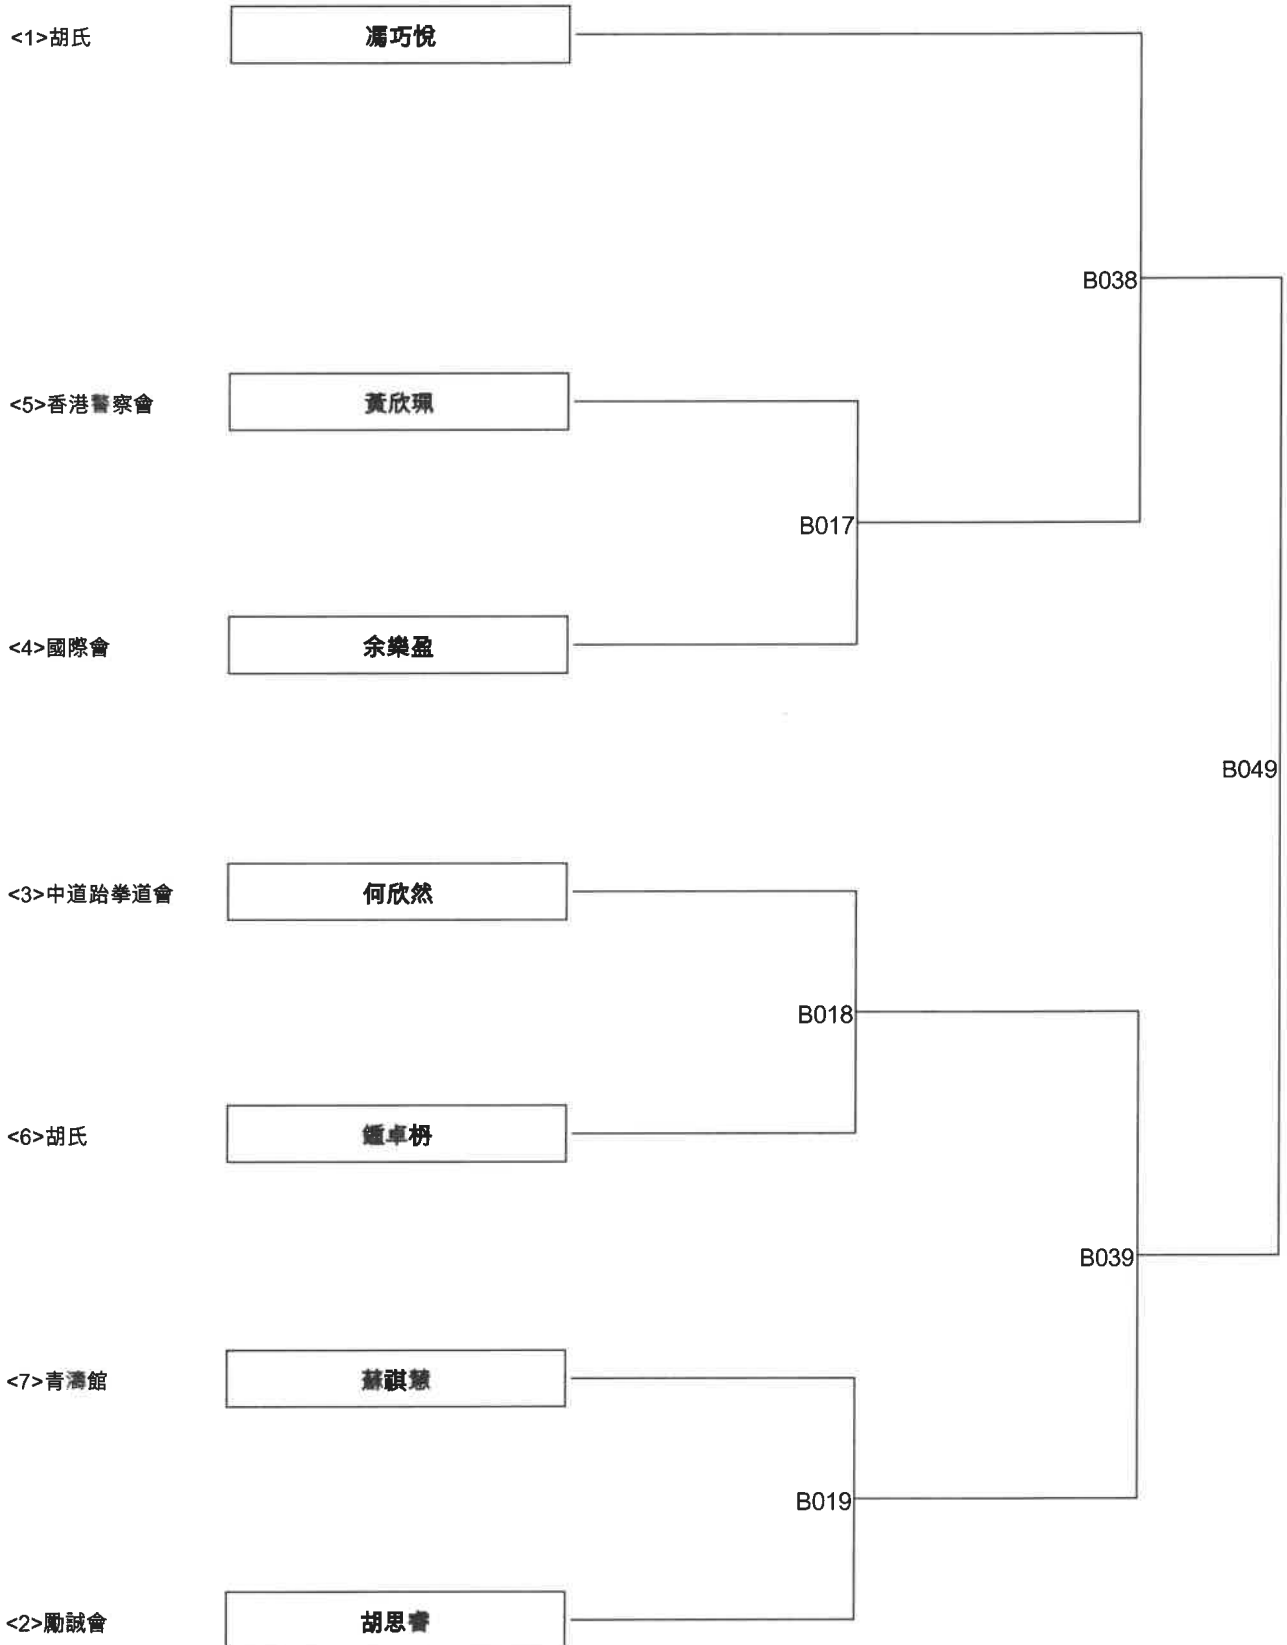 <1>胡氏
馮巧悅
B038
<5>香港警察會
黃欣珮
B017
<4>國際會
余樂盈
B049
<3>中道跆拳道會
何欣然
B018
<6>胡氏
鍾卓枬
B039
<7>青濤館
蘇祺慧
B019
<2>勵誠會
胡思睿